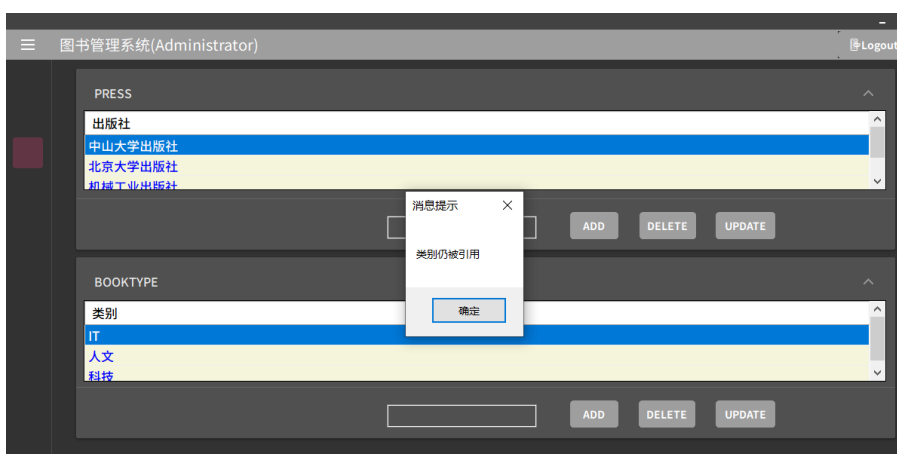 图书管理系统(Administrator)
Logout
PRESS
出版社
中山大学出版社
北京大学出版社
机械工业出版社
消息提示
类别仍被引用
确定
ADD
DELETE
UPDATE
BOOKTYPE
类别
IT
人文
科技
ADD
DELETE
UPDATE